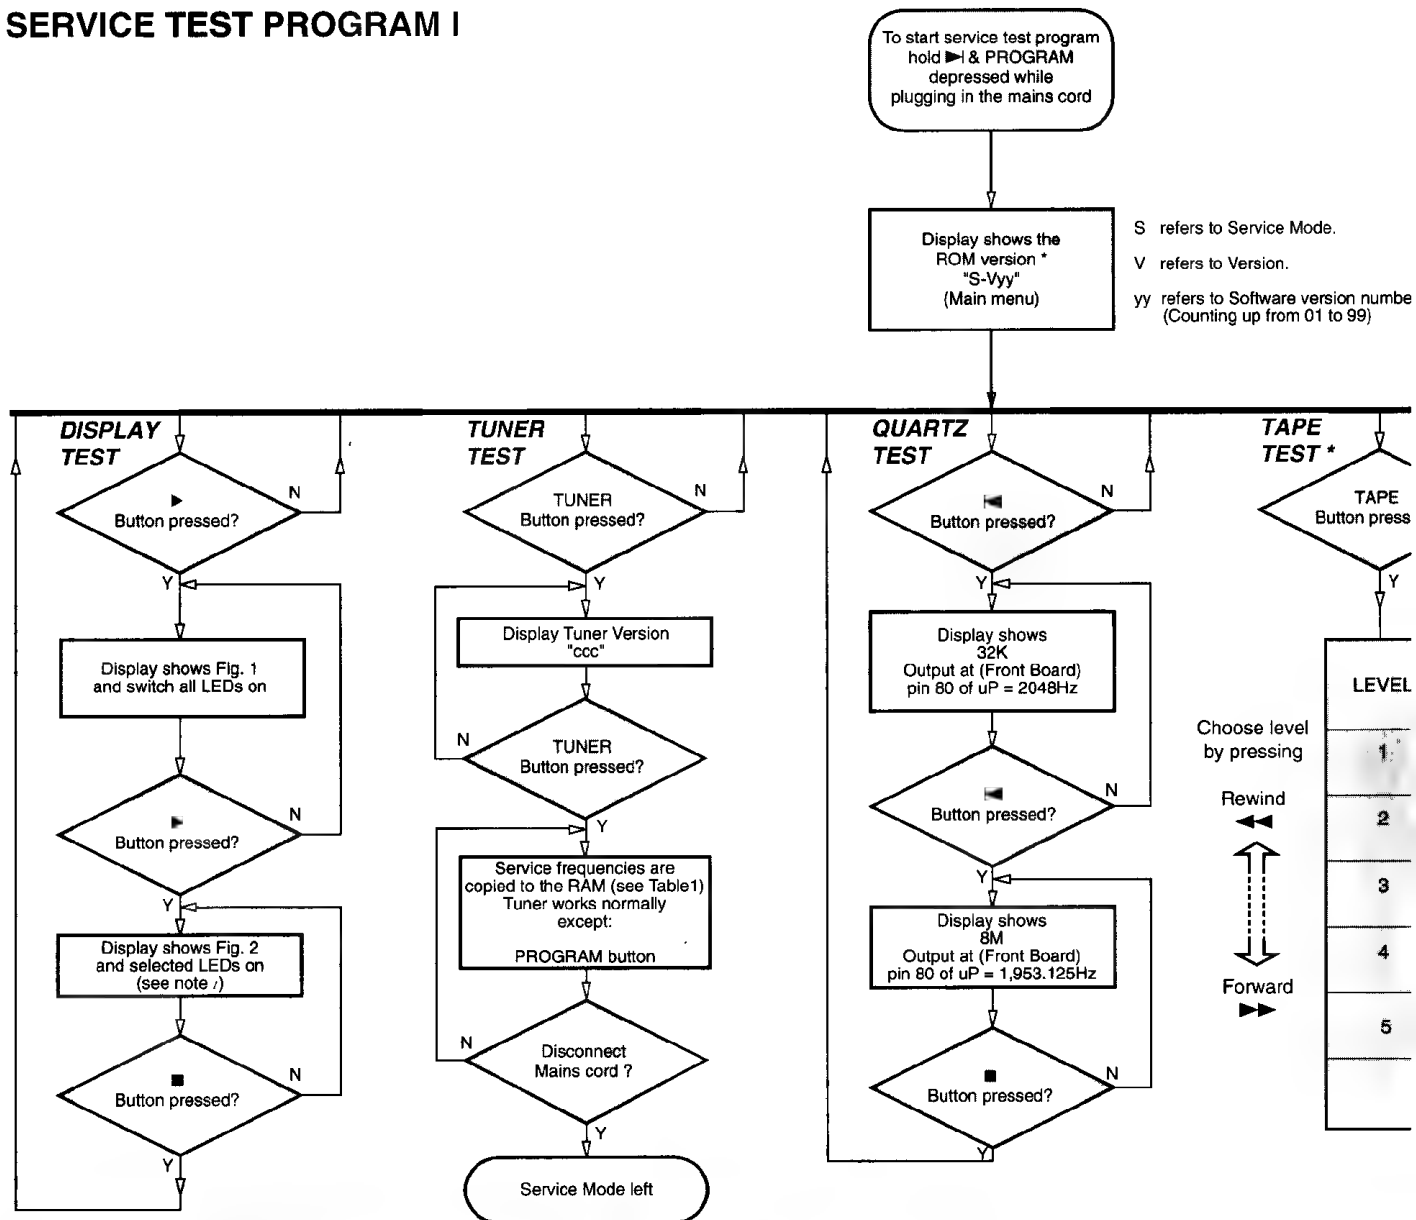 SERVICE TEST PROGRAM I
To start service test program
hold ▶| & PROGRAM
depressed while
plugging in the mains cord
Display shows the
ROM version *
"S-Vyy"
(Main menu)
S refers to Service Mode.
V refers to Version.
yy refers to Software version numbe
(Counting up from 01 to 99)
DISPLAY
TEST
▶
Button pressed?
N
Y
Display shows Fig. 1
and switch all LEDs on
▶
Button pressed?
N
Y
Display shows Fig. 2
and selected LEDs on
(see note )
■
Button pressed?
N
Y
TUNER
TEST
TUNER
Button pressed?
N
Y
Display Tuner Version
"ccc"
TUNER
Button pressed?
N
Y
Service frequencies are
copied to the RAM (see Table1)
Tuner works normally
except:
PROGRAM button
Disconnect
Mains cord ?
N
Y
Service Mode left
QUARTZ
TEST
|◀
Button pressed?
N
Y
Display shows
32K
Output at (Front Board)
pin 80 of uP = 2048Hz
|◀
Button pressed?
N
Y
Display shows
8M
Output at (Front Board)
pin 80 of uP = 1,953.125Hz
■
Button pressed?
N
Y
TAPE
TEST *
TAPE
Button press
Y
Choose level
by pressing
Rewind
◀◀
Forward
▶▶
LEVEL
1
2
3
4
5